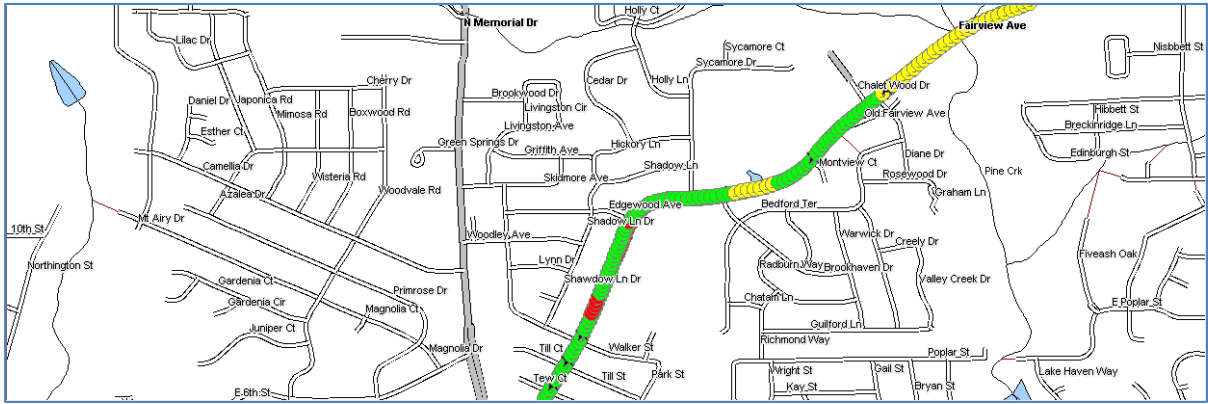 Holly Ct
N Memorial Dr
Fairview Ave
Lilac Dr
Sycamore Ct
Nisbbett St
Sycamore Dr
Cherry Dr
Cedar Dr
Holly Ln
Chalet Wood Dr
Brookwood Dr
Daniel Dr
Japonica Rd
Livingston Cir
Hibbett St
Mimosa Rd
Boxwood Rd
Old Fairview Ave
Breckinridge Ln
Esther Ct
Livingston Ave
Green Springs Dr
Hickory Ln
Griffith Ave
Diane Dr
Edinburgh St
Camellia Dr
Shadow Ln
Montview Ct
Pine Crk
Wisteria Rd
Skidmore Ave
Rosewood Dr
Azalea Dr
Woodvale Rd
Graham Ln
Edgewood Ave
Bedford Ter
Mt Airy Dr
Shadow Ln Dr
10th St
Woodley Ave
Warwick Dr
Creely Dr
Northington St
Lynn Dr
Radburn Way
Brookhaven Dr
Fiveash Oak
Gardenia Ct
Shawdow Ln Dr
Valley Creek Dr
Primrose Dr
Gardenia Cir
Magnolia Ct
Chatam Ln
E Poplar St
Juniper Ct
Guilford Ln
Richmond Way
Magnolia Dr
Till Ct
Walker St
Poplar St
Tew Ct
Till St
Park St
Wright St
Gail St
Lake Haven Way
E 6th St
Kay St
Bryan St